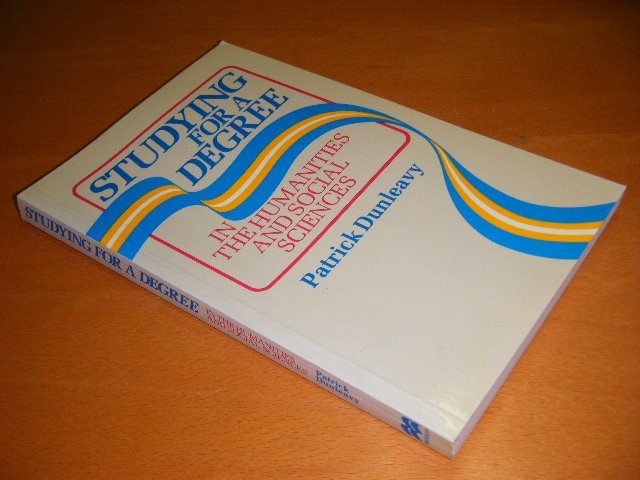 STUDYING
FOR A
DEGREE
IN
THE HUMANITIES
AND SOCIAL
SCIENCES
Patrick Dunleavy
STUDYING FOR A DEGREE
IN THE HUMANITIES
AND SOCIAL SCIENCES
Patrick
Dunleavy